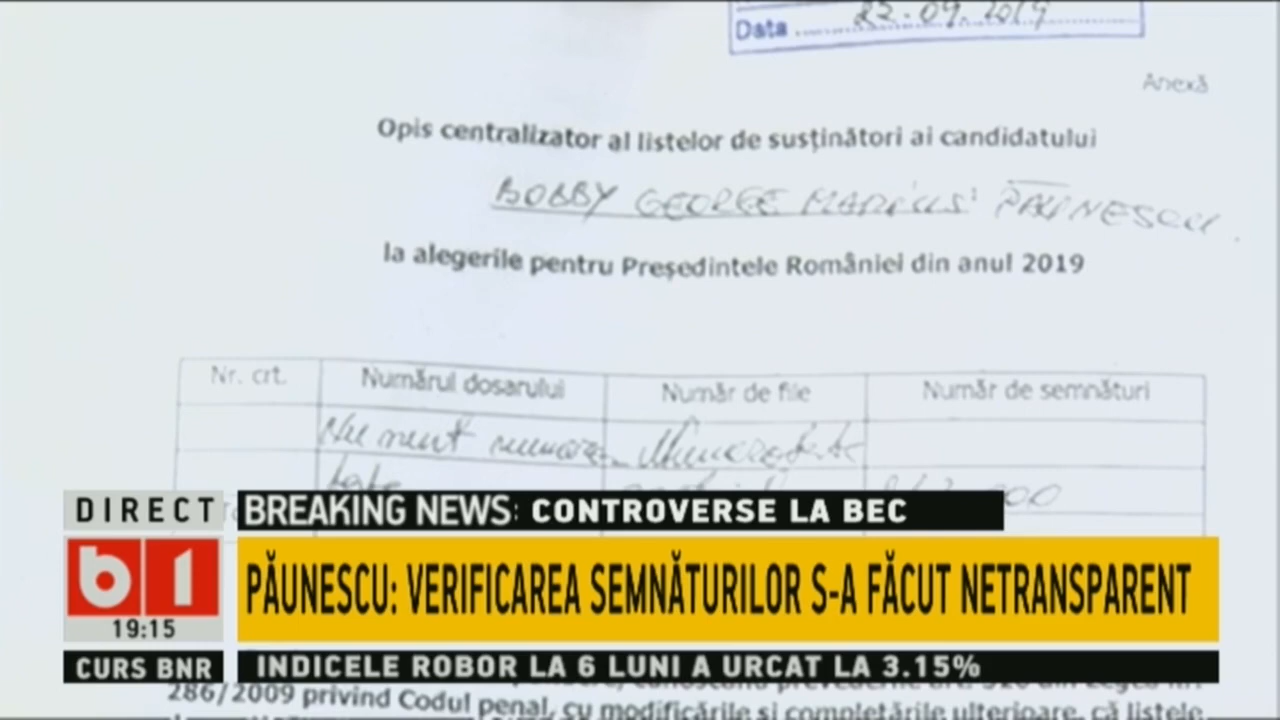 22.09.2019
Data
Anexă
Opis centralizator al listelor de susținători ai candidatului
BOBBY GEORGE MARIUS PĂUNESCU
la alegerile pentru Președintele României din anul 2019
Nr. crt. Numărul dosarului Număr de file Număr de semnături
DIRECT BREAKING NEWS: CONTROVERSE LA BEC
b1 PĂUNESCU: VERIFICAREA SEMNĂTURILOR S-A FĂCUT NETRANSPARENT
19:15
CURS BNR INDICELE ROBOR LA 6 LUNI A URCAT LA 3.15%
286/2009 privind Codul penal, cu modificările și completările ulterioare, că listele